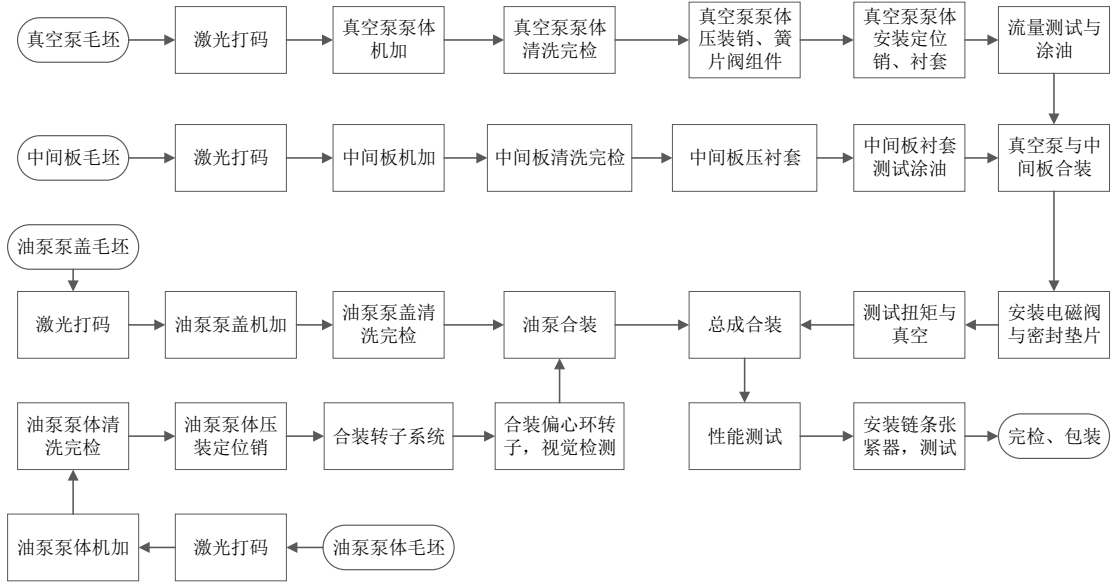 真空泵毛坯
激光打码
真空泵泵体
机加
真空泵泵体
清洗完检
真空泵泵体
压装销、簧
片阀组件
真空泵泵体
安装定位
销、衬套
流量测试与
涂油
中间板毛坯
激光打码
中间板机加
中间板清洗完检
中间板压衬套
中间板衬套
测试涂油
真空泵与中
间板合装
油泵泵盖毛坯
激光打码
油泵泵盖机加
油泵泵盖清
洗完检
油泵合装
总成合装
测试扭矩与
真空
安装电磁阀
与密封垫片
油泵泵体清
洗完检
油泵泵体压
装定位销
合装转子系统
合装偏心环转
子，视觉检测
性能测试
安装链条张
紧器，测试
完检、包装
油泵泵体机加
激光打码
油泵泵体毛坯